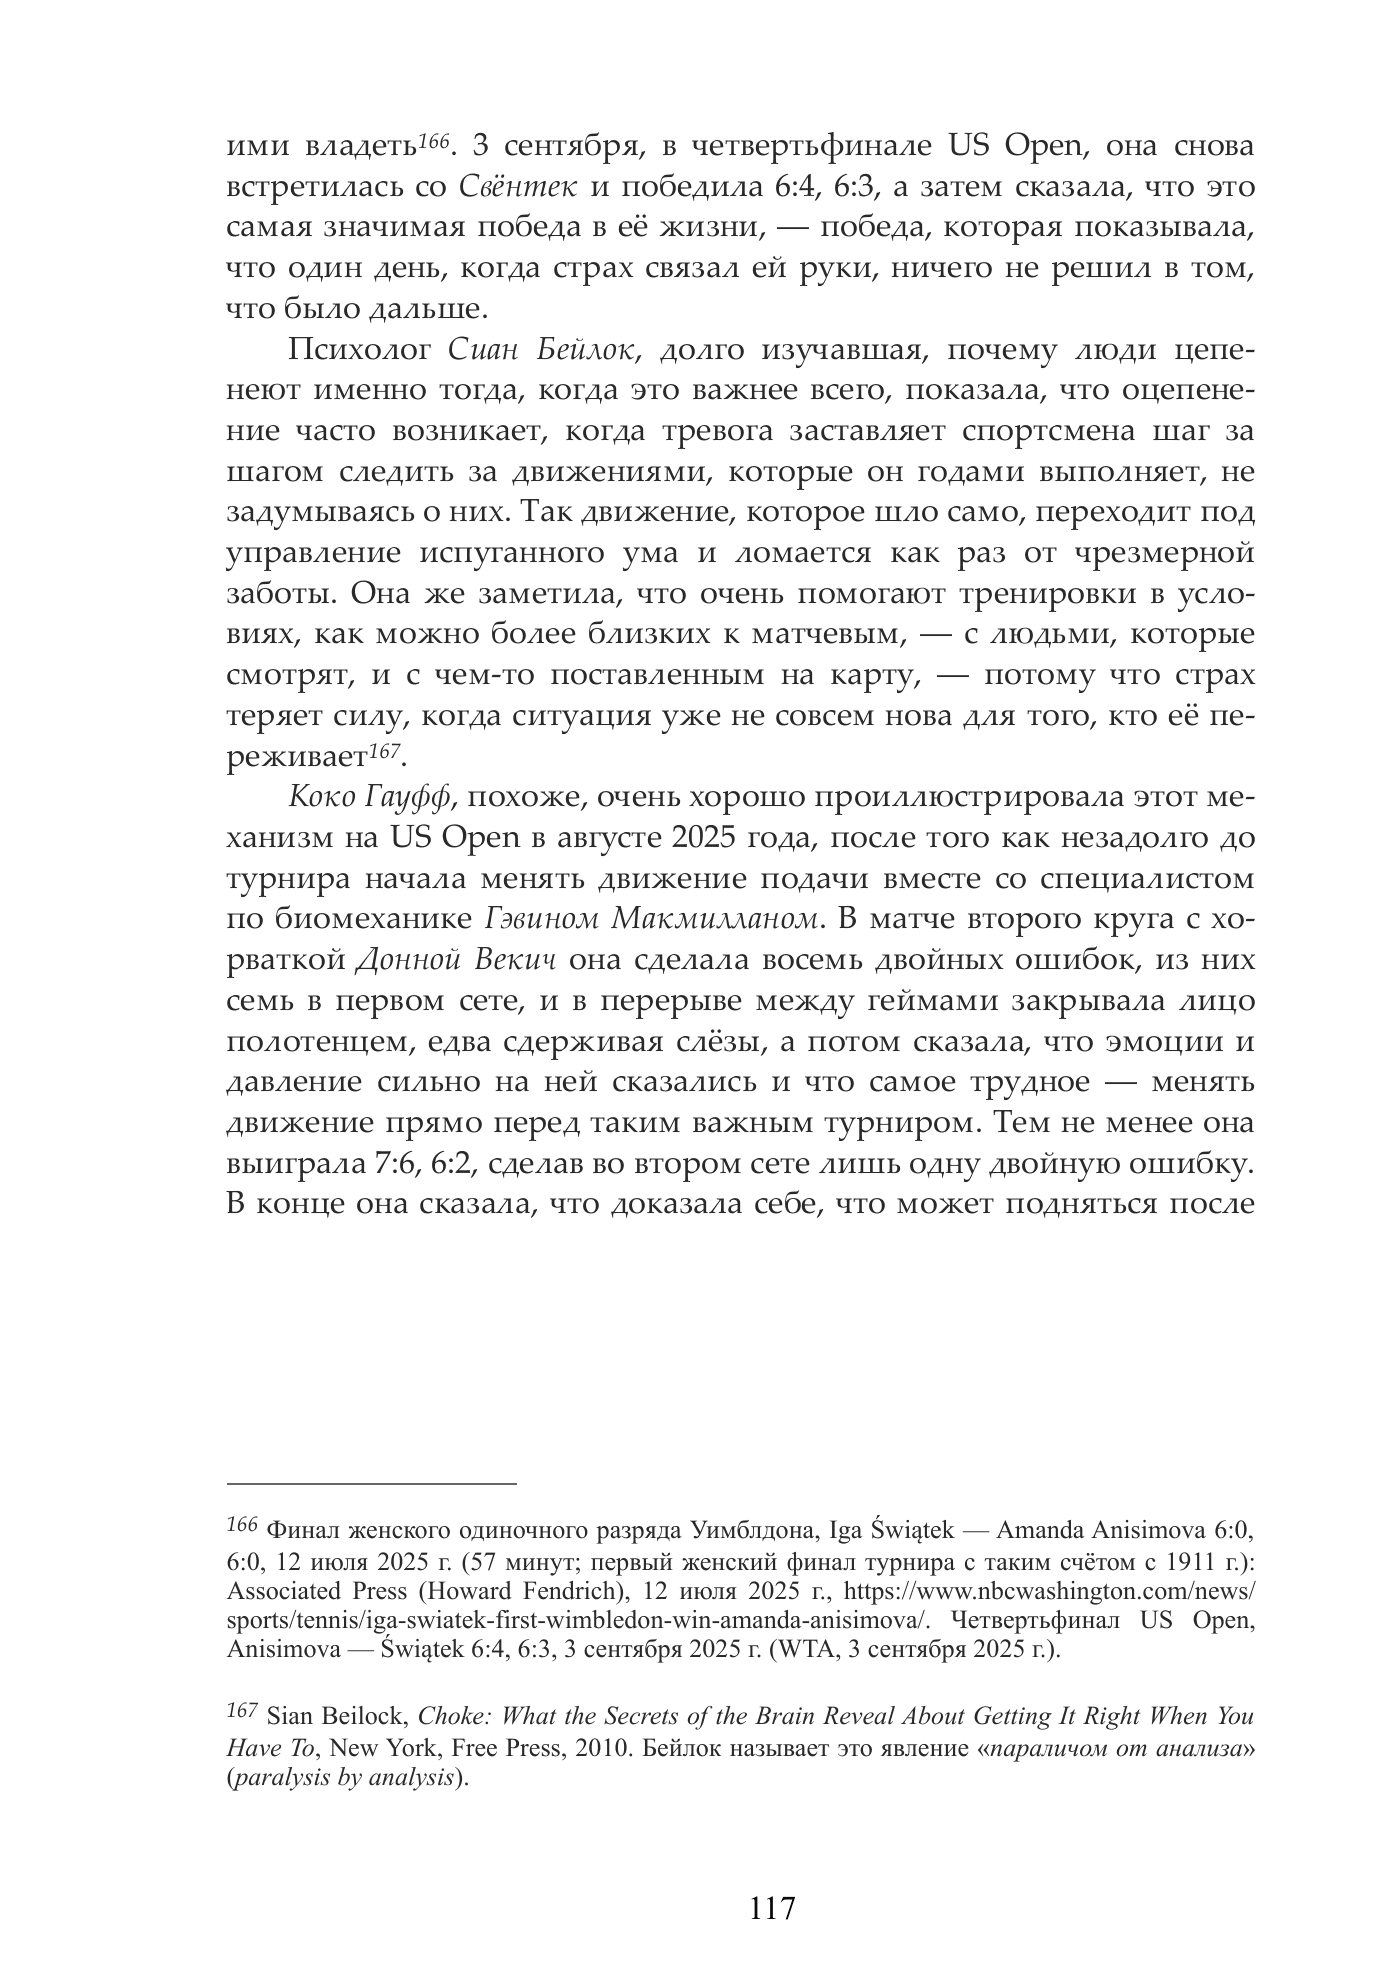 ими владеть166. 3 сентября, в четвертьфинале US Open, она снова
встретилась со Свёнтек и победила 6:4, 6:3, а затем сказала, что это
самая значимая победа в её жизни, — победа, которая показывала,
что один день, когда страх связал ей руки, ничего не решил в том,
что было дальше.
Психолог Сиан Бейлок, долго изучавшая, почему люди цепе-
неют именно тогда, когда это важнее всего, показала, что оцепене-
ние часто возникает, когда тревога заставляет спортсмена шаг за
шагом следить за движениями, которые он годами выполняет, не
задумываясь о них. Так движение, которое шло само, переходит под
управление испуганного ума и ломается как раз от чрезмерной
заботы. Она же заметила, что очень помогают тренировки в усло-
виях, как можно более близких к матчевым, — с людьми, которые
смотрят, и с чем-то поставленным на карту, — потому что страх
теряет силу, когда ситуация уже не совсем нова для того, кто её пе-
реживает167.
Коко Гауфф, похоже, очень хорошо проиллюстрировала этот ме-
ханизм на US Open в августе 2025 года, после того как незадолго до
турнира начала менять движение подачи вместе со специалистом
по биомеханике Гэвином Макмилланом. В матче второго круга с хо-
рваткой Донной Векич она сделала восемь двойных ошибок, из них
семь в первом сете, и в перерыве между геймами закрывала лицо
полотенцем, едва сдерживая слёзы, а потом сказала, что эмоции и
давление сильно на ней сказались и что самое трудное — менять
движение прямо перед таким важным турниром. Тем не менее она
выиграла 7:6, 6:2, сделав во втором сете лишь одну двойную ошибку.
В конце она сказала, что доказала себе, что может подняться после
166 Финал женского одиночного разряда Уимблдона, Iga Świątek — Amanda Anisimova 6:0,
6:0, 12 июля 2025 г. (57 минут; первый женский финал турнира с таким счётом с 1911 г.):
Associated Press (Howard Fendrich), 12 июля 2025 г., https://www.nbcwashington.com/news/
sports/tennis/iga-swiatek-first-wimbledon-win-amanda-anisimova/. Четвертьфинал US Open,
Anisimova — Świątek 6:4, 6:3, 3 сентября 2025 г. (WTA, 3 сентября 2025 г.).
167 Sian Beilock, Choke: What the Secrets of the Brain Reveal About Getting It Right When You
Have To, New York, Free Press, 2010. Бейлок называет это явление «параличом от анализа»
(paralysis by analysis).
117